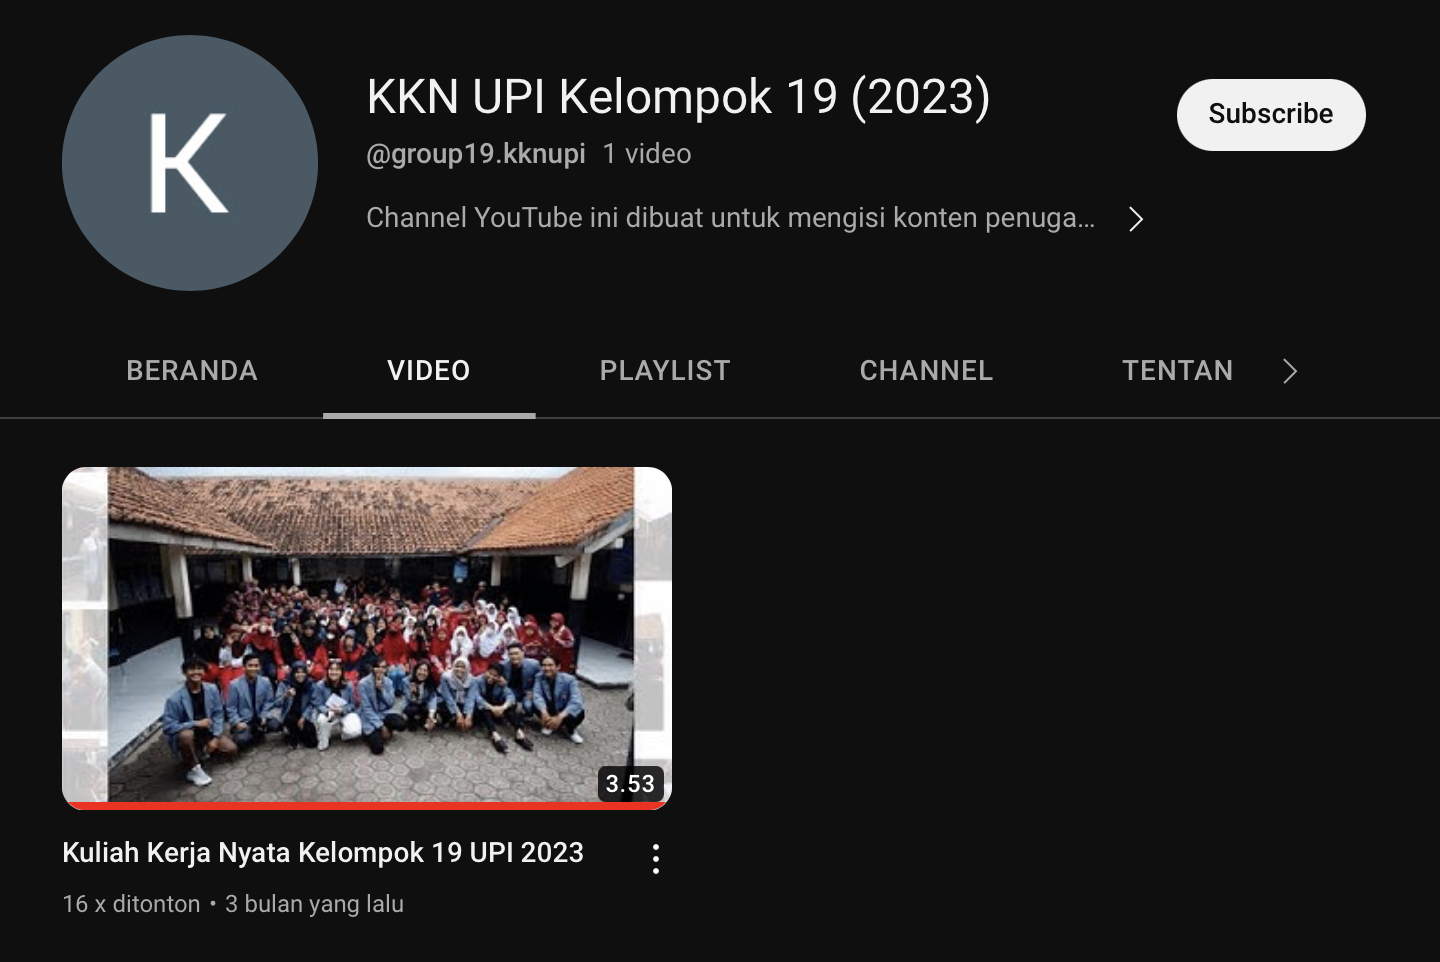 K
KKN UPI Kelompok 19 (2023)
Subscribe
@group19.kknupi 1 video
Channel YouTube ini dibuat untuk mengisi konten penuga...
BERANDA VIDEO PLAYLIST CHANNEL TENTAN
3.53
Kuliah Kerja Nyata Kelompok 19 UPI 2023
16 x ditonton • 3 bulan yang lalu